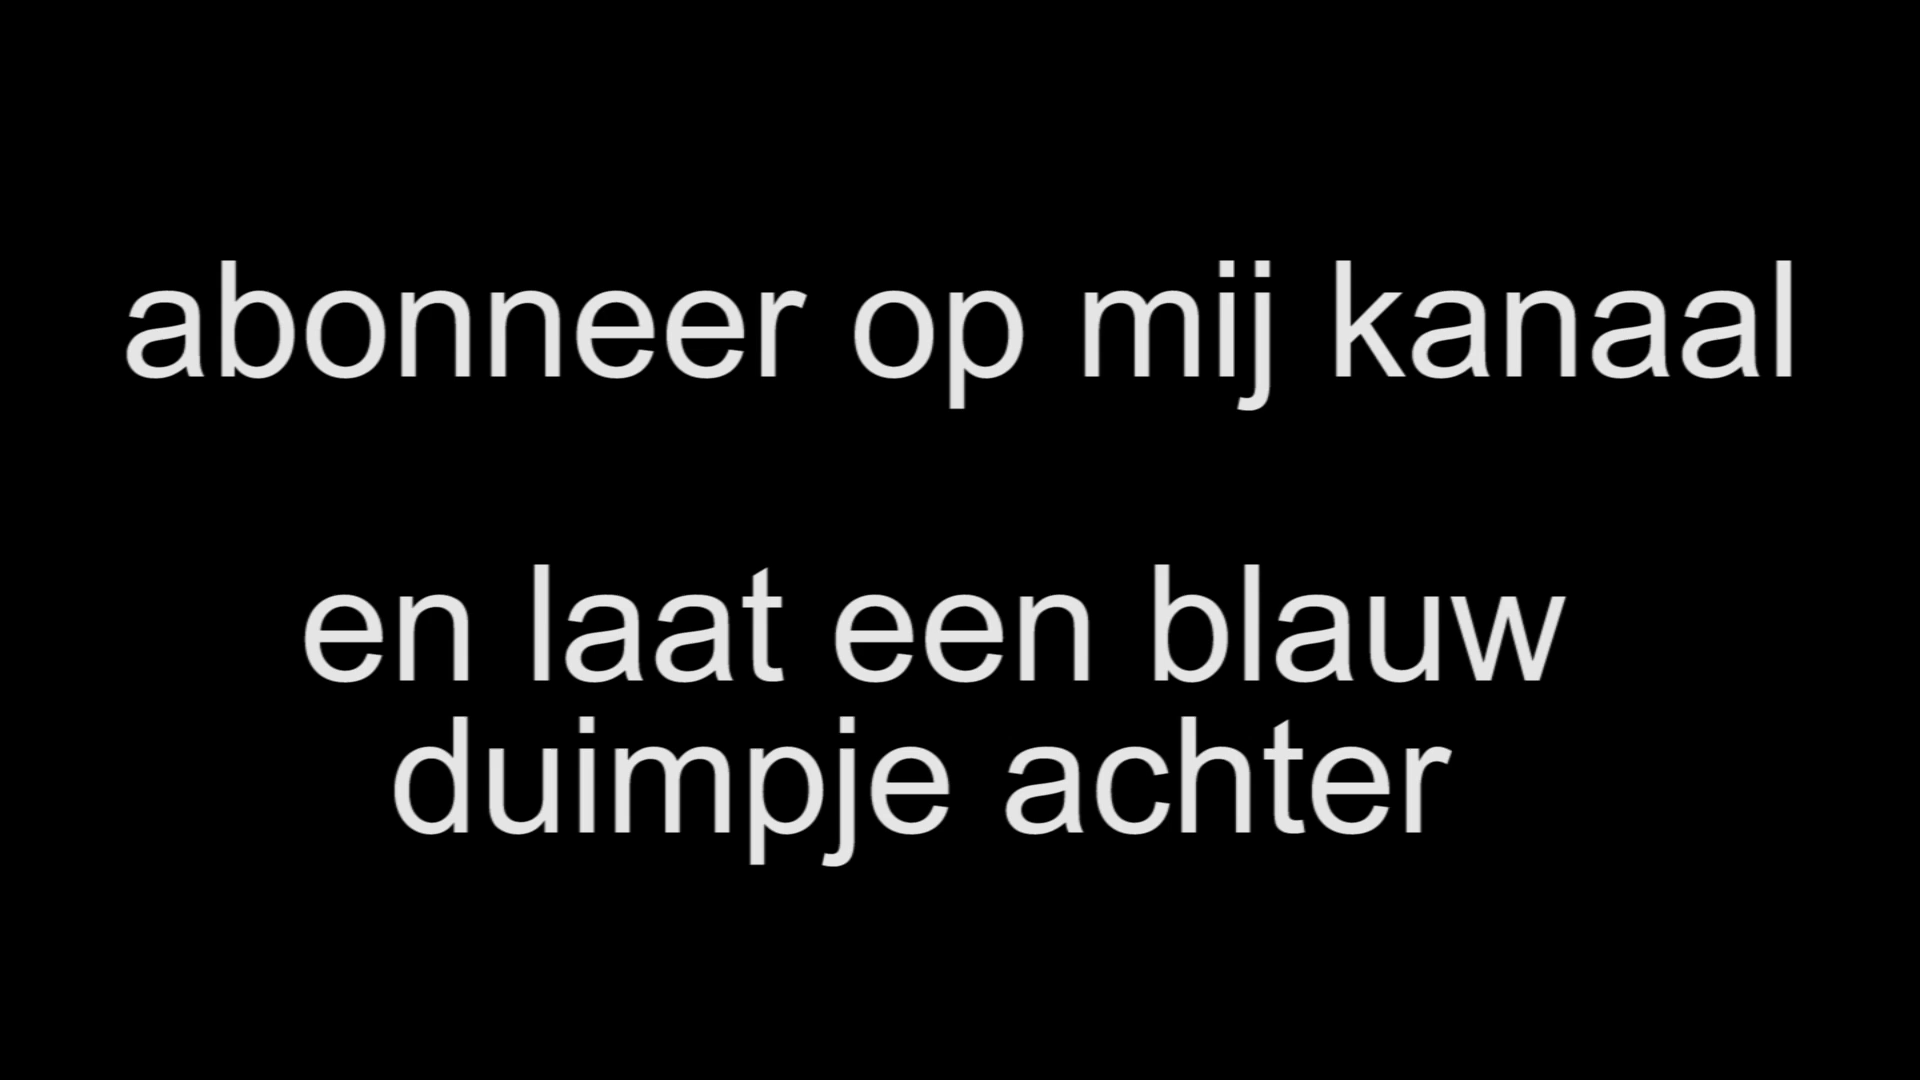 abonneer op mij kanaal
en laat een blauw
duimpje achter